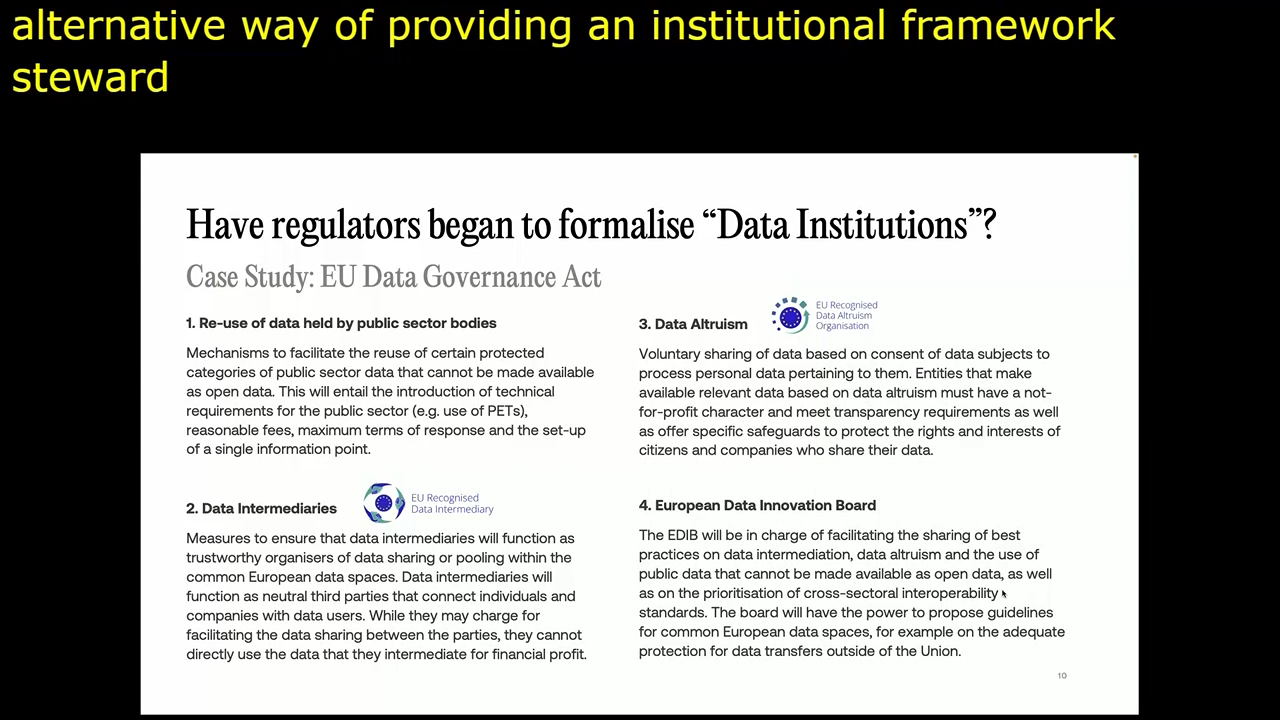 alternative way of providing an institutional framework
steward
Have regulators began to formalise “Data Institutions”?
Case Study: EU Data Governance Act
1. Re-use of data held by public sector bodies
Mechanisms to facilitate the reuse of certain protected
categories of public sector data that cannot be made available
as open data. This will entail the introduction of technical
requirements for the public sector (e.g. use of PETs),
reasonable fees, maximum terms of response and the set-up
of a single information point.
2. Data Intermediaries
EU Recognised
Data Intermediary
Measures to ensure that data intermediaries will function as
trustworthy organisers of data sharing or pooling within the
common European data spaces. Data intermediaries will
function as neutral third parties that connect individuals and
companies with data users. While they may charge for
facilitating the data sharing between the parties, they cannot
directly use the data that they intermediate for financial profit.
3. Data Altruism
EU Recognised
Data Altruism
Organisation
Voluntary sharing of data based on consent of data subjects to
process personal data pertaining to them. Entities that make
available relevant data based on data altruism must have a not-
for-profit character and meet transparency requirements as well
as offer specific safeguards to protect the rights and interests of
citizens and companies who share their data.
4. European Data Innovation Board
The EDIB will be in charge of facilitating the sharing of best
practices on data intermediation, data altruism and the use of
public data that cannot be made available as open data, as well
as on the prioritisation of cross-sectoral interoperability
standards. The board will have the power to propose guidelines
for common European data spaces, for example on the adequate
protection for data transfers outside of the Union.
10